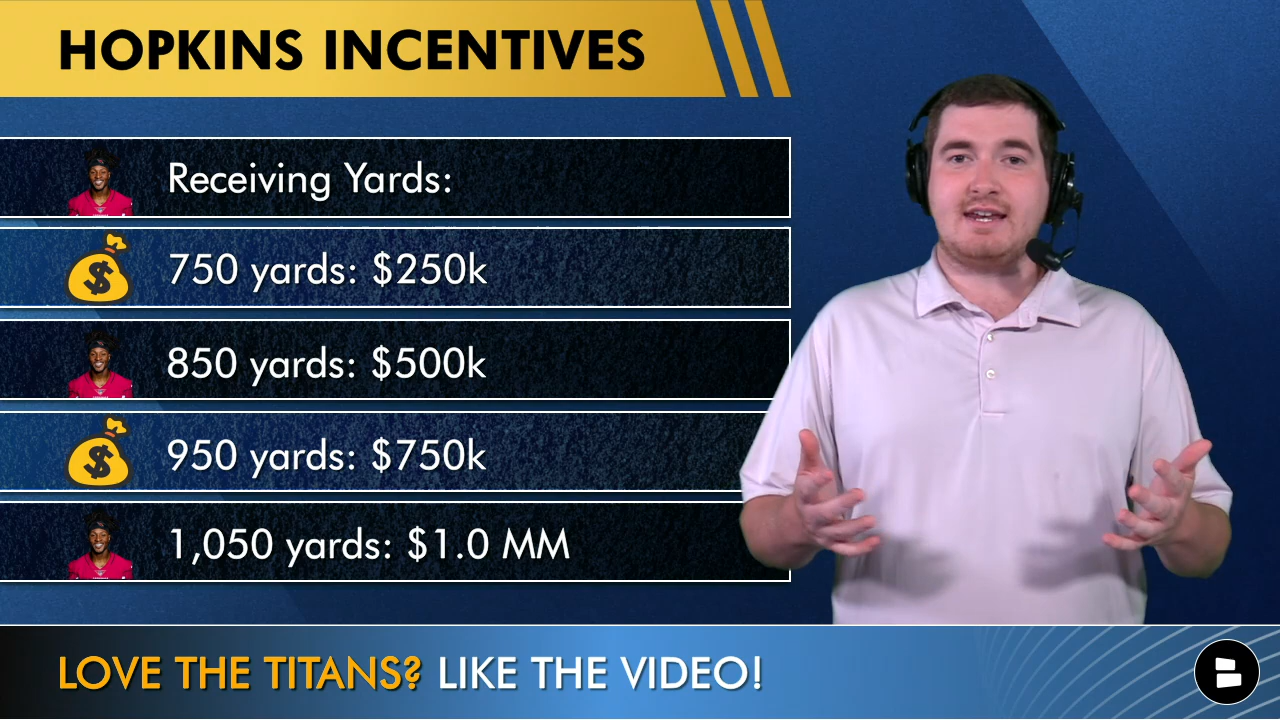 HOPKINS INCENTIVES
Receiving Yards:
750 yards: $250k
850 yards: $500k
950 yards: $750k
1,050 yards: $1.0 MM
LOVE THE TITANS? LIKE THE VIDEO!